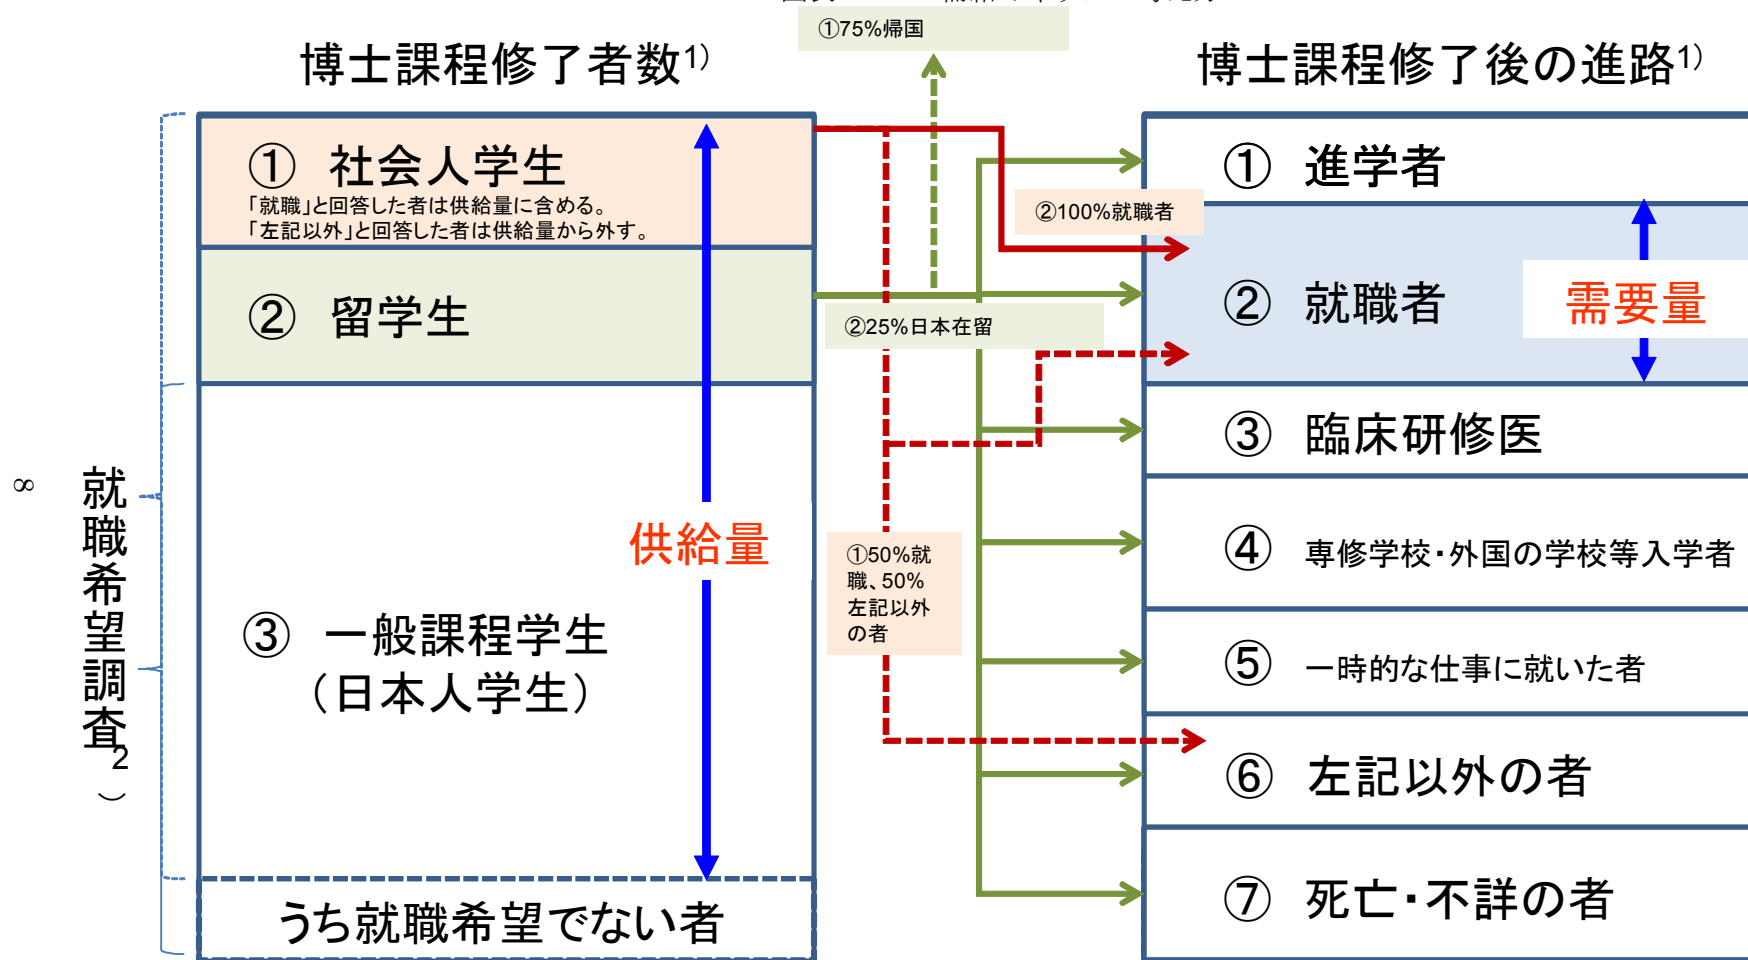 ①75%帰国
博士課程修了者数1)
博士課程修了後の進路1)
① 社会人学生
「就職」と回答した者は供給量に含める。
「左記以外」と回答した者は供給量から外す。
② 留学生
③ 一般課程学生
（日本人学生）
うち就職希望でない者
供給量
就職希望調査2）
∞
②100%就職者
②25%日本在留
①50%就
職、50%
左記以外
の者
① 進学者
② 就職者
需要量
③ 臨床研修医
④ 専修学校・外国の学校等入学者
⑤ 一時的な仕事に就いた者
⑥ 左記以外の者
⑦ 死亡・不詳の者